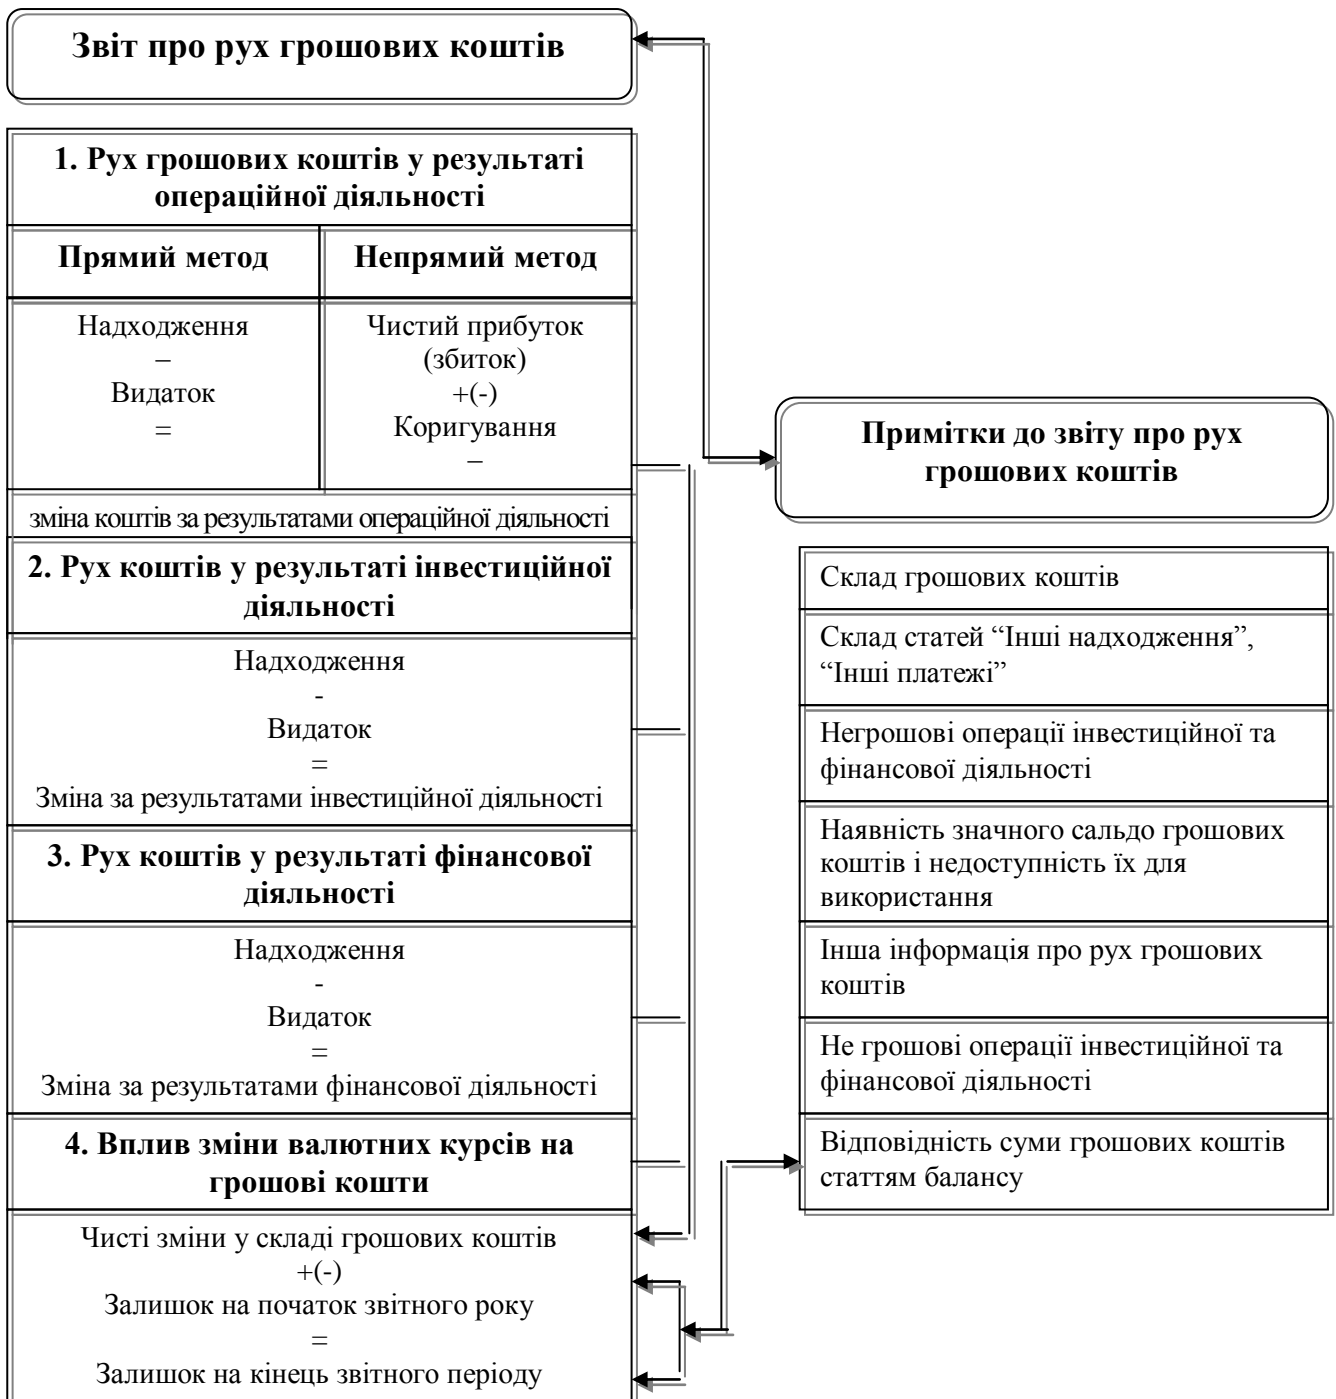 Звіт про рух грошових коштів
1. Рух грошових коштів у результаті
операційної діяльності
Прямий метод
Непрямий метод
Надходження
–
Видаток
=
Чистий прибуток
(збиток)
+(-)
Коригування
–
зміна коштів за результатами операційної діяльності
2. Рух коштів у результаті інвестиційної
діяльності
Надходження
-
Видаток
=
Зміна за результатами інвестиційної діяльності
3. Рух коштів у результаті фінансової
діяльності
Надходження
-
Видаток
=
Зміна за результатами фінансової діяльності
4. Вплив зміни валютних курсів на
грошові кошти
Чисті зміни у складі грошових коштів
+(-)
Залишок на початок звітного року
=
Залишок на кінець звітного періоду
Примітки до звіту про рух
грошових коштів
Склад грошових коштів
Склад статей “Інші надходження”,
“Інші платежі”
Негрошові операції інвестиційної та
фінансової діяльності
Наявність значного сальдо грошових
коштів і недоступність їх для
використання
Інша інформація про рух грошових
коштів
Не грошові операції інвестиційної та
фінансової діяльності
Відповідність суми грошових коштів
статтям балансу